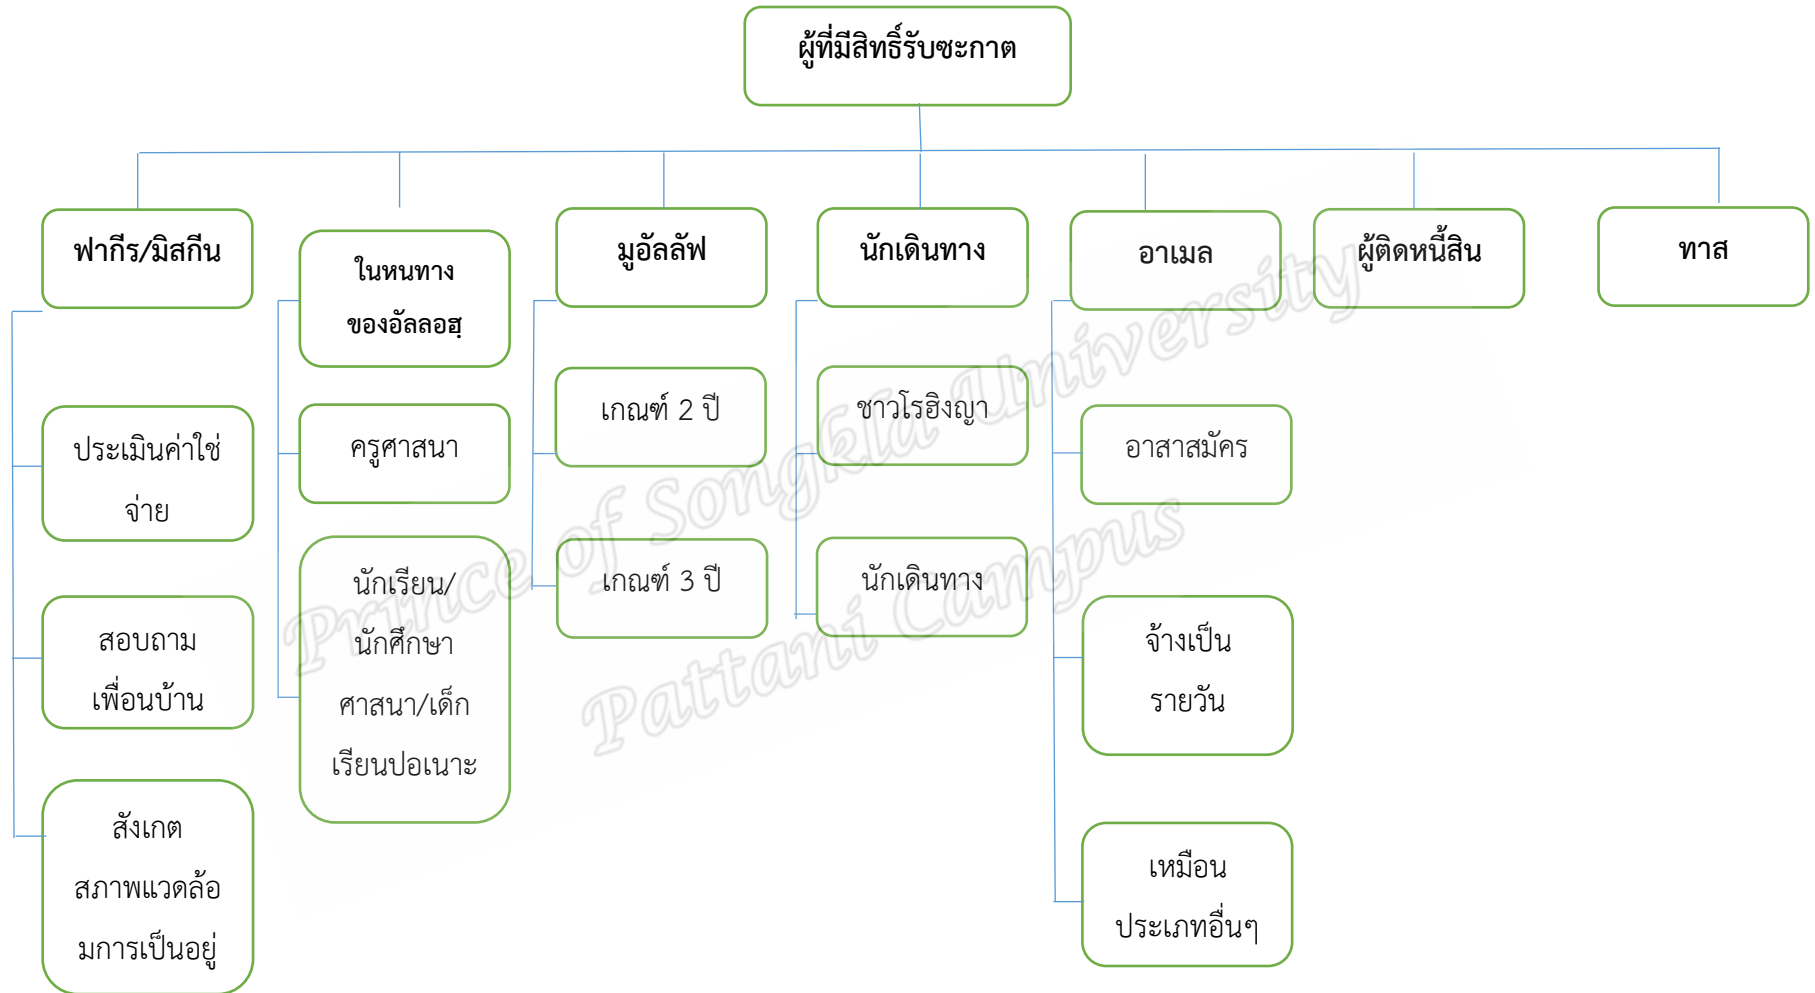 ผู้ที่มีสิทธิ์รับซะกาต
ฟากีร/มิสกีน
ในหนทาง
ของอัลลอฮฺ
มูอัลลัฟ
นักเดินทาง
อาเมล
ผู้ติดหนี้สิน
ทาส
ประเมินค่าใช่
จ่าย
สอบถาม
เพื่อนบ้าน
สังเกต
สภาพแวดล้อ
มการเป็นอยู่
ครูศาสนา
นักเรียน/
นักศึกษา
ศาสนา/เด็ก
เรียนปอเนาะ
เกณฑ์ 2 ปี
เกณฑ์ 3 ปี
ชาวโรฮิงญา
นักเดินทาง
อาสาสมัคร
จ้างเป็น
รายวัน
เหมือน
ประเภทอื่นๆ
Prince of Songkla University
Pattani Campus